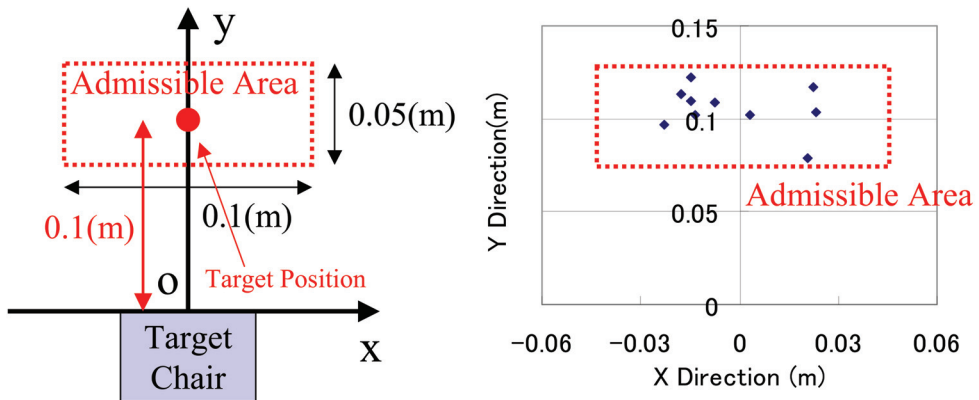 y
Admissible Area
0.05(m)
0.1(m)
0.1(m)
Target Position
o
x
Target
Chair
0.15
0.1
0.05
0
Y Direction(m)
Admissible Area
-0.06
-0.03
0
0.03
0.06
X Direction (m)